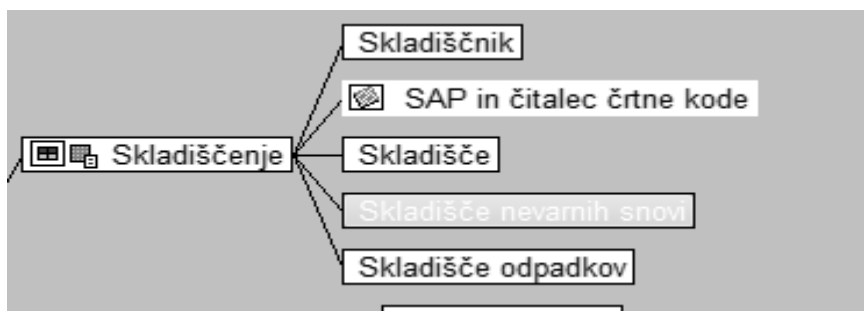 Skladiščnik
SAP in čitalec črtne kode
Skladiščenje
Skladišče
Skladišče nevarnih snovi
Skladišče odpadkov